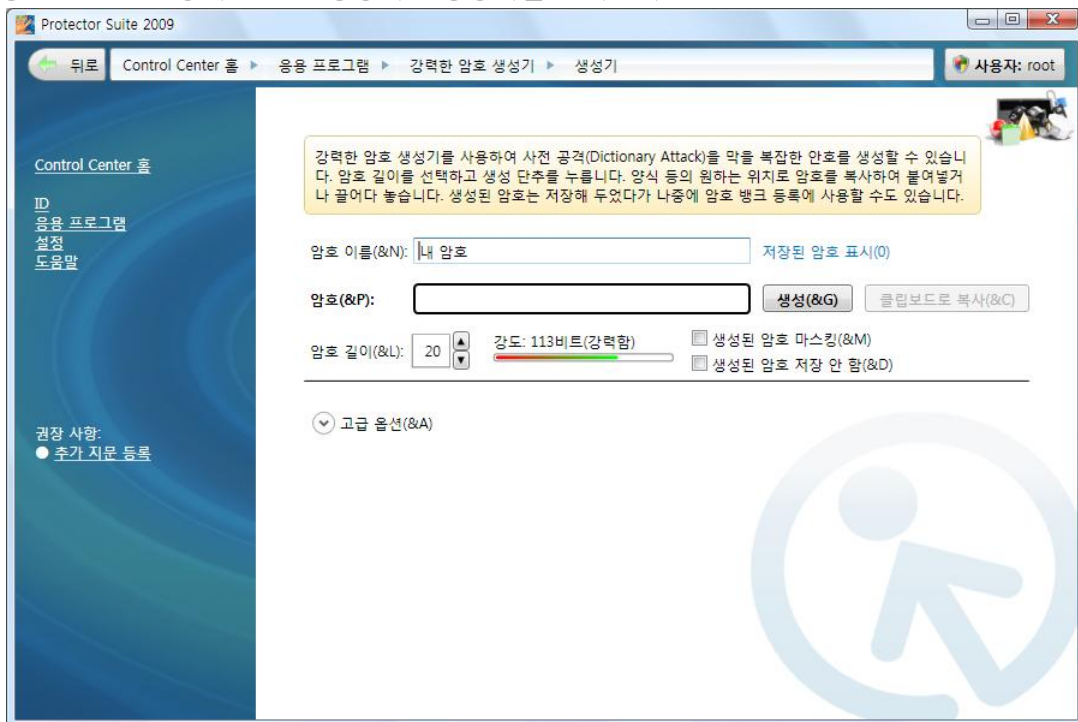 Protector Suite 2009
뒤로 Control Center 홈 응용 프로그램 강력한 암호 생성기 생성기 사용자: root
Control Center 홈
ID
응용 프로그램
설정
도움말
권장 사항:
추가 지문 등록
강력한 암호 생성기를 사용하여 사전 공격(Dictionary Attack)을 막을 복잡한 안호를 생성할 수 있습니
다. 암호 길이를 선택하고 생성 단추를 누릅니다. 양식 등의 원하는 위치로 암호를 복사하여 붙여넣거
나 끌어다 놓습니다. 생성된 암호는 저장해 두었다가 나중에 암호 뱅크 등록에 사용할 수도 있습니다.
암호 이름(&N): 내 암호 저장된 암호 표시(0)
암호(&P): 생성(&G) 클립보드로 복사(&C)
암호 길이(&L): 20 강도: 113비트(강력함) 생성된 암호 마스킹(&M)
생성된 암호 저장 안 함(&D)
고급 옵션(&A)